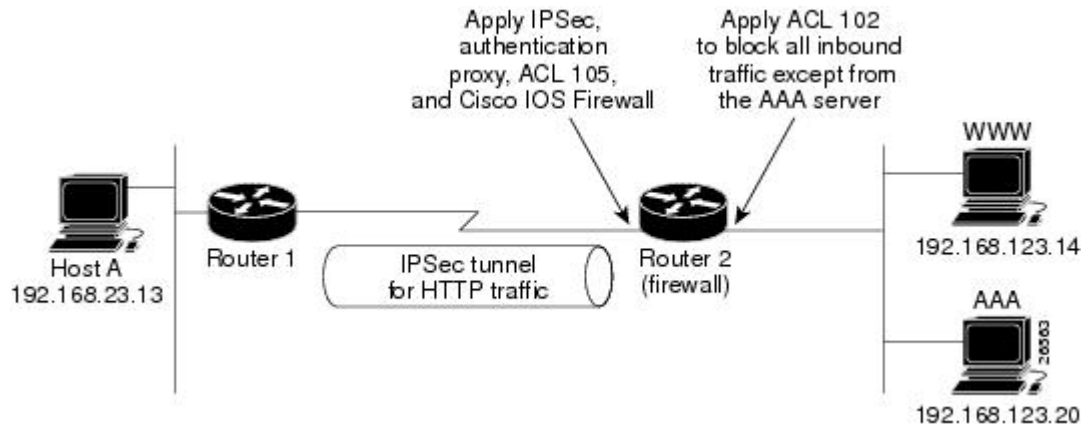 Apply IPSec,
authentication
proxy, ACL 105,
and Cisco IOS Firewall
Apply ACL 102
to block all inbound
traffic except from
the AAA server
WWW
192.168.123.14
Host A
192.168.23.13
Router 1
IPSec tunnel
for HTTP traffic
Router 2
(firewall)
AAA
26563
192.168.123.20